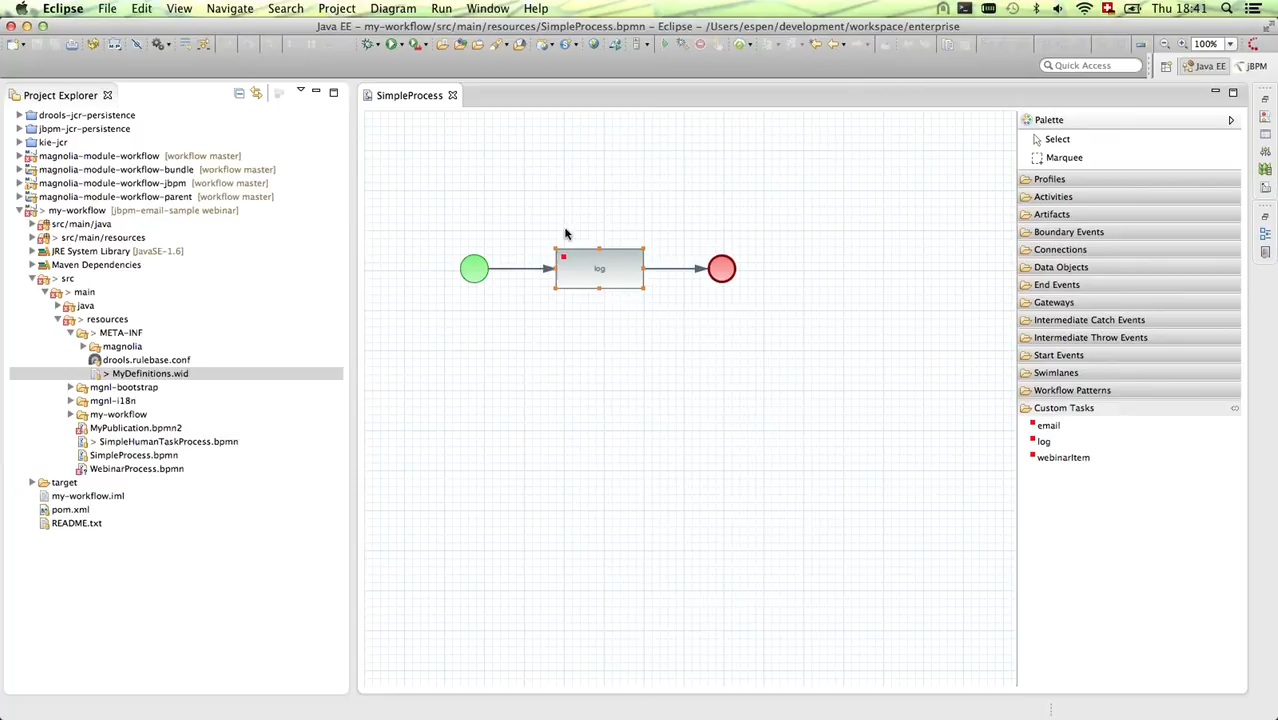 Eclipse File Edit View Navigate Search Project Diagram Run Window Help Thu 18:41
Java EE - my-workflow/src/main/resources/SimpleProcess.bpmn - Eclipse - /Users/espen/development/workspace/enterprise
100%
Quick Access Java EE jBPM
Project Explorer
drools-jcr-persistence
jbpm-jcr-persistence
kie-jcr
magnolia-module-workflow [workflow master]
magnolia-module-workflow-bundle [workflow master]
magnolia-module-workflow-jbpm [workflow master]
magnolia-module-workflow-parent [workflow master]
> my-workflow [jbpm-email-sample webinar]
src/main/java
> src/main/resources
JRE System Library [JavaSE-1.6]
Maven Dependencies
> src
> main
java
> resources
> META-INF
magnolia
drools.rulebase.conf
> MyDefinitions.wid
mgnl-bootstrap
mgnl-i18n
my-workflow
MyPublication.bpmn2
> SimpleHumanTaskProcess.bpmn
SimpleProcess.bpmn
WebinarProcess.bpmn
target
my-workflow.iml
pom.xml
README.txt
SimpleProcess
log
Palette
Select
Marquee
Profiles
Activities
Artifacts
Boundary Events
Connections
Data Objects
End Events
Gateways
Intermediate Catch Events
Intermediate Throw Events
Start Events
Swimlanes
Workflow Patterns
Custom Tasks
email
log
webinarItem